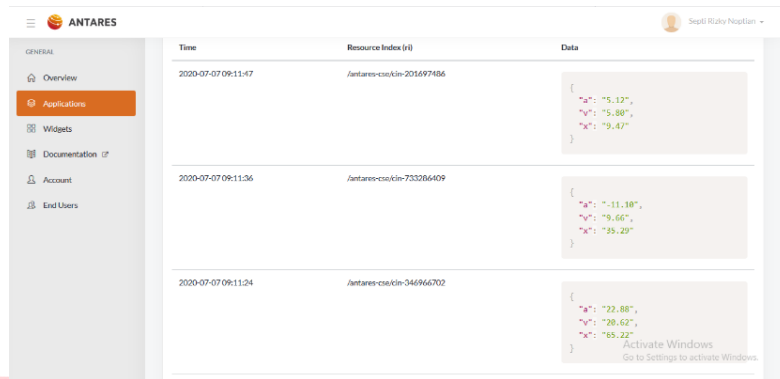 ANTARES
Septi Rizky Noptian
GENERAL
Overview
Applications
Widgets
Documentation
Account
End Users
Time Resource Index (ri) Data
2020-07-07 09:11:47 /antares-cse/cin-201697486
{
"a": "5.12",
"v": "5.80",
"x": "9.47"
}
2020-07-07 09:11:36 /antares-cse/cin-733286409
{
"a": "-11.10",
"v": "9.66",
"x": "35.29"
}
2020-07-07 09:11:24 /antares-cse/cin-346966702
{
"a": "22.88",
"v": "20.62",
"x": "65.22"
}
Activate Windows
Go to Settings to activate Windows.